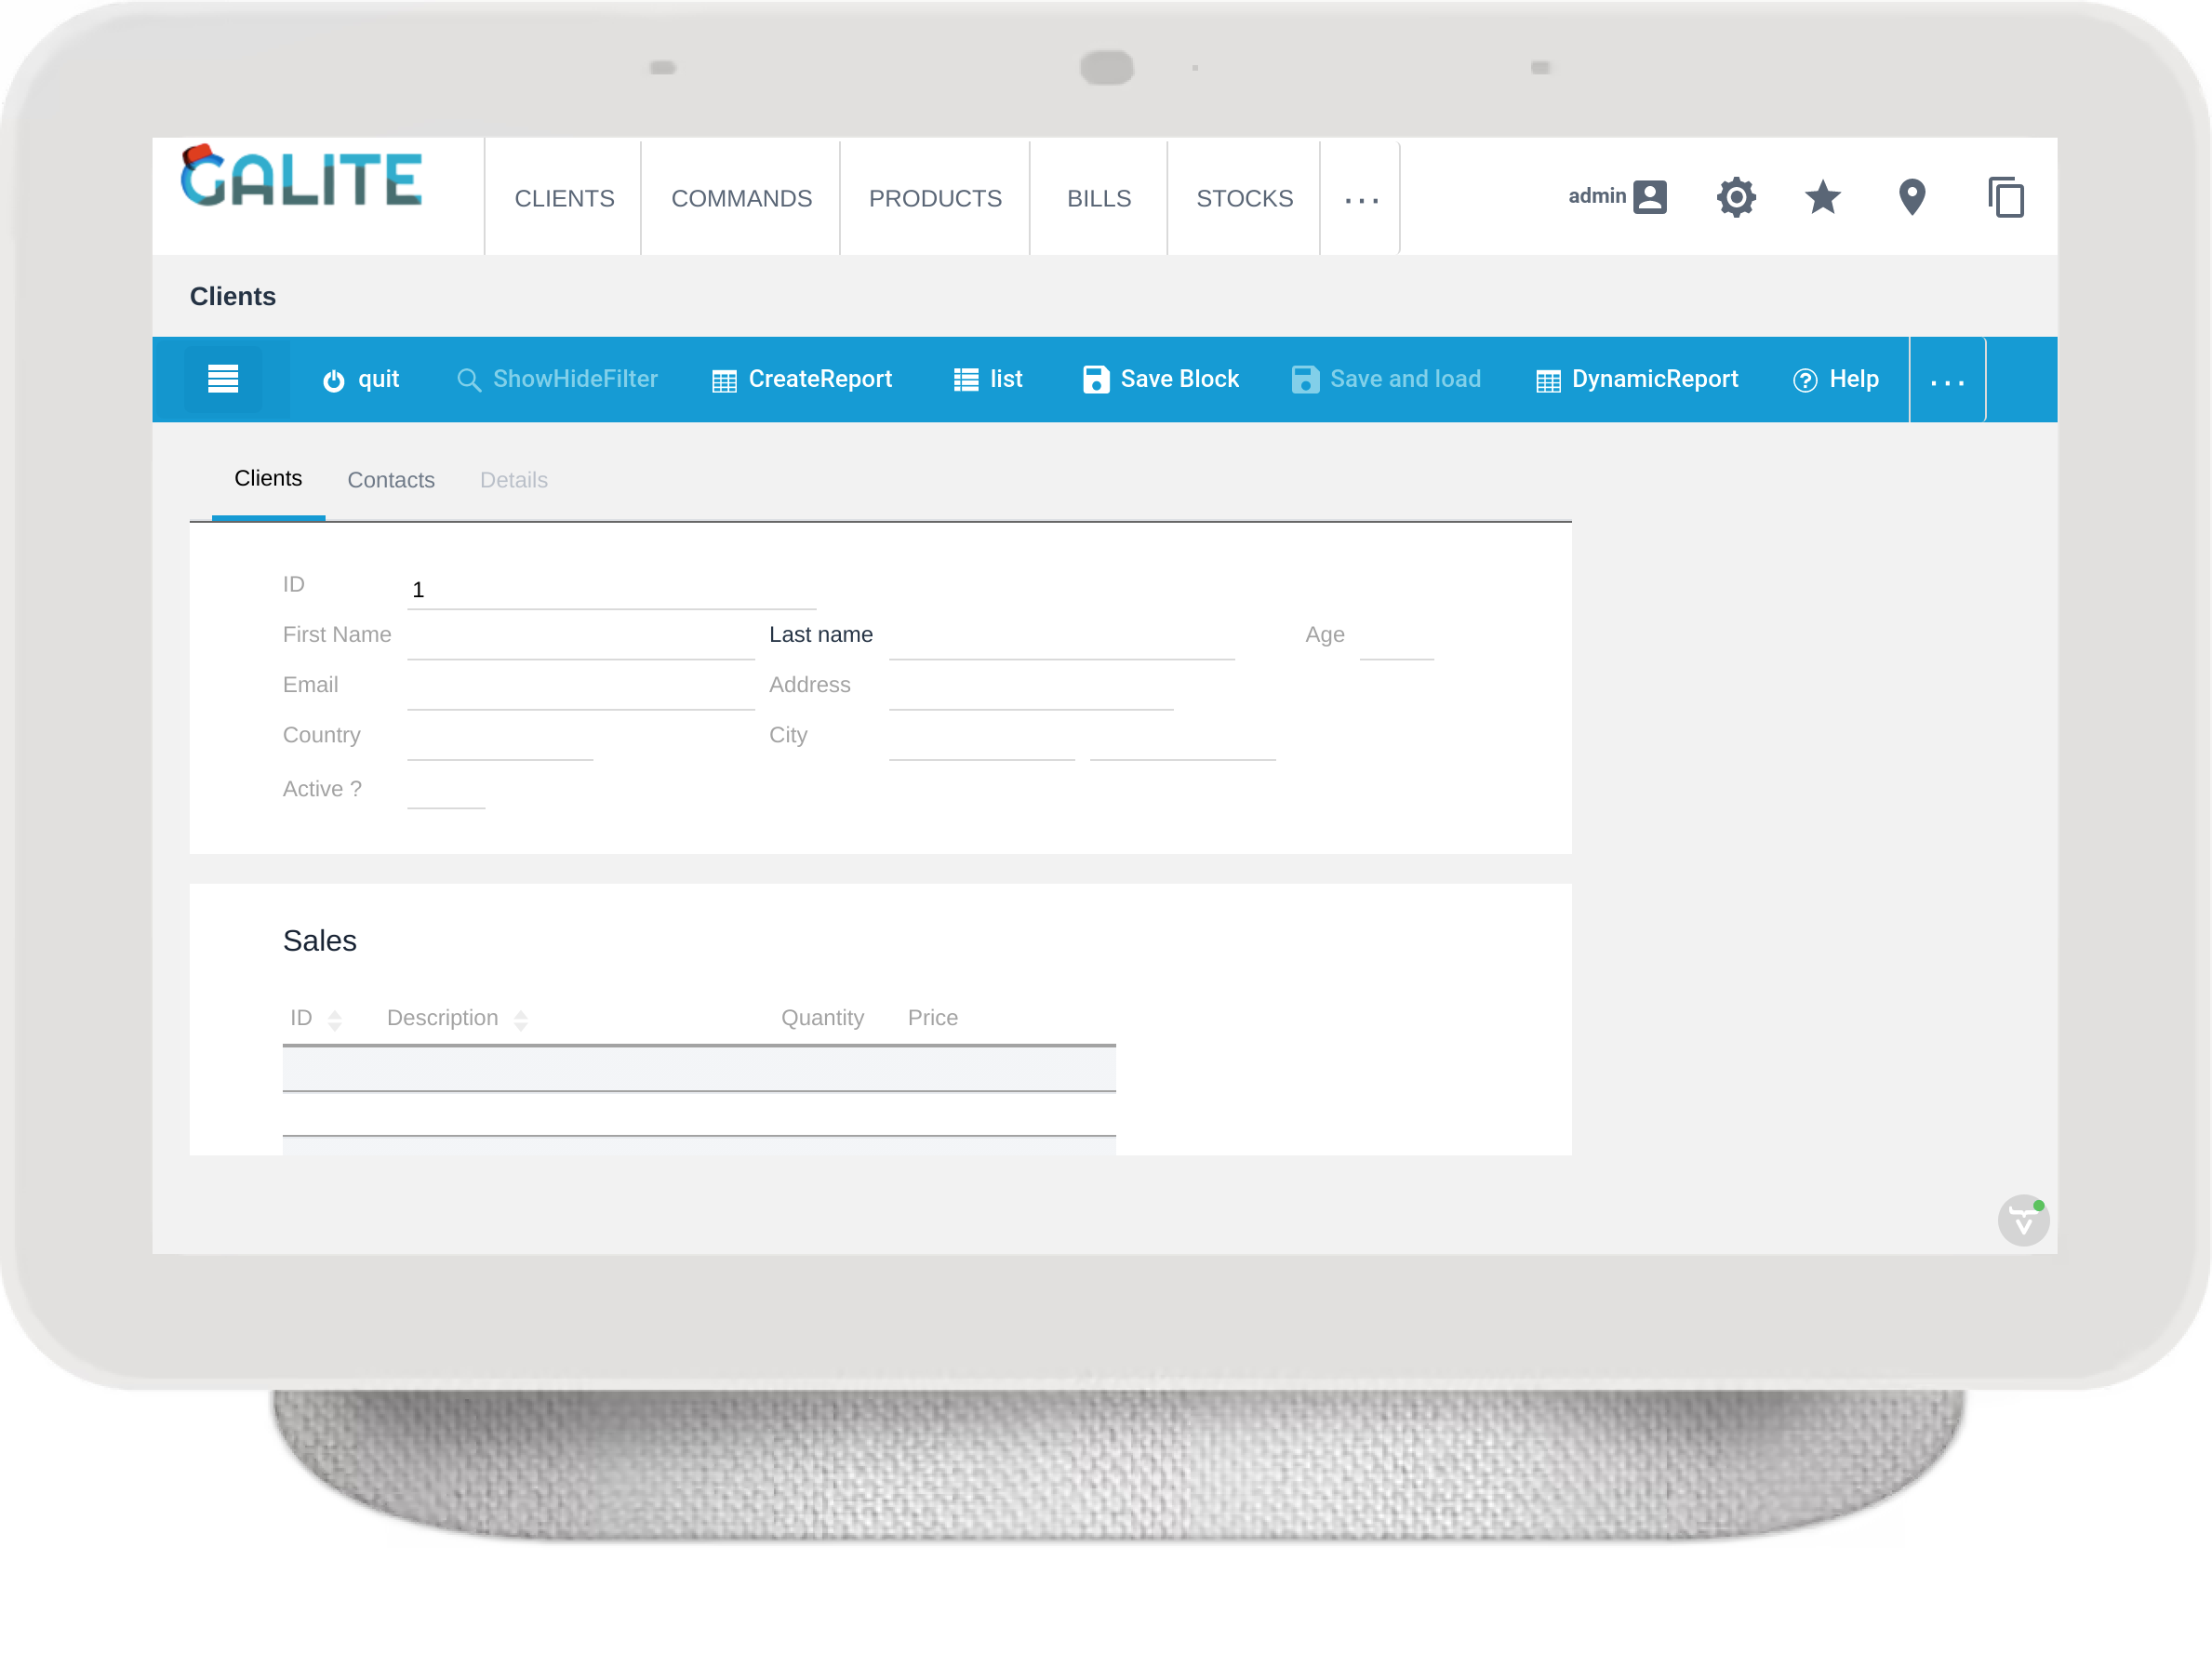 GALITE
CLIENTS COMMANDS PRODUCTS BILLS STOCKS ... admin
Clients
quit ShowHideFilter CreateReport list Save Block Save and load DynamicReport Help ...
Clients Contacts Details
ID 1
First Name Last name Age
Email Address
Country City
Active ?
Sales
ID Description Quantity Price